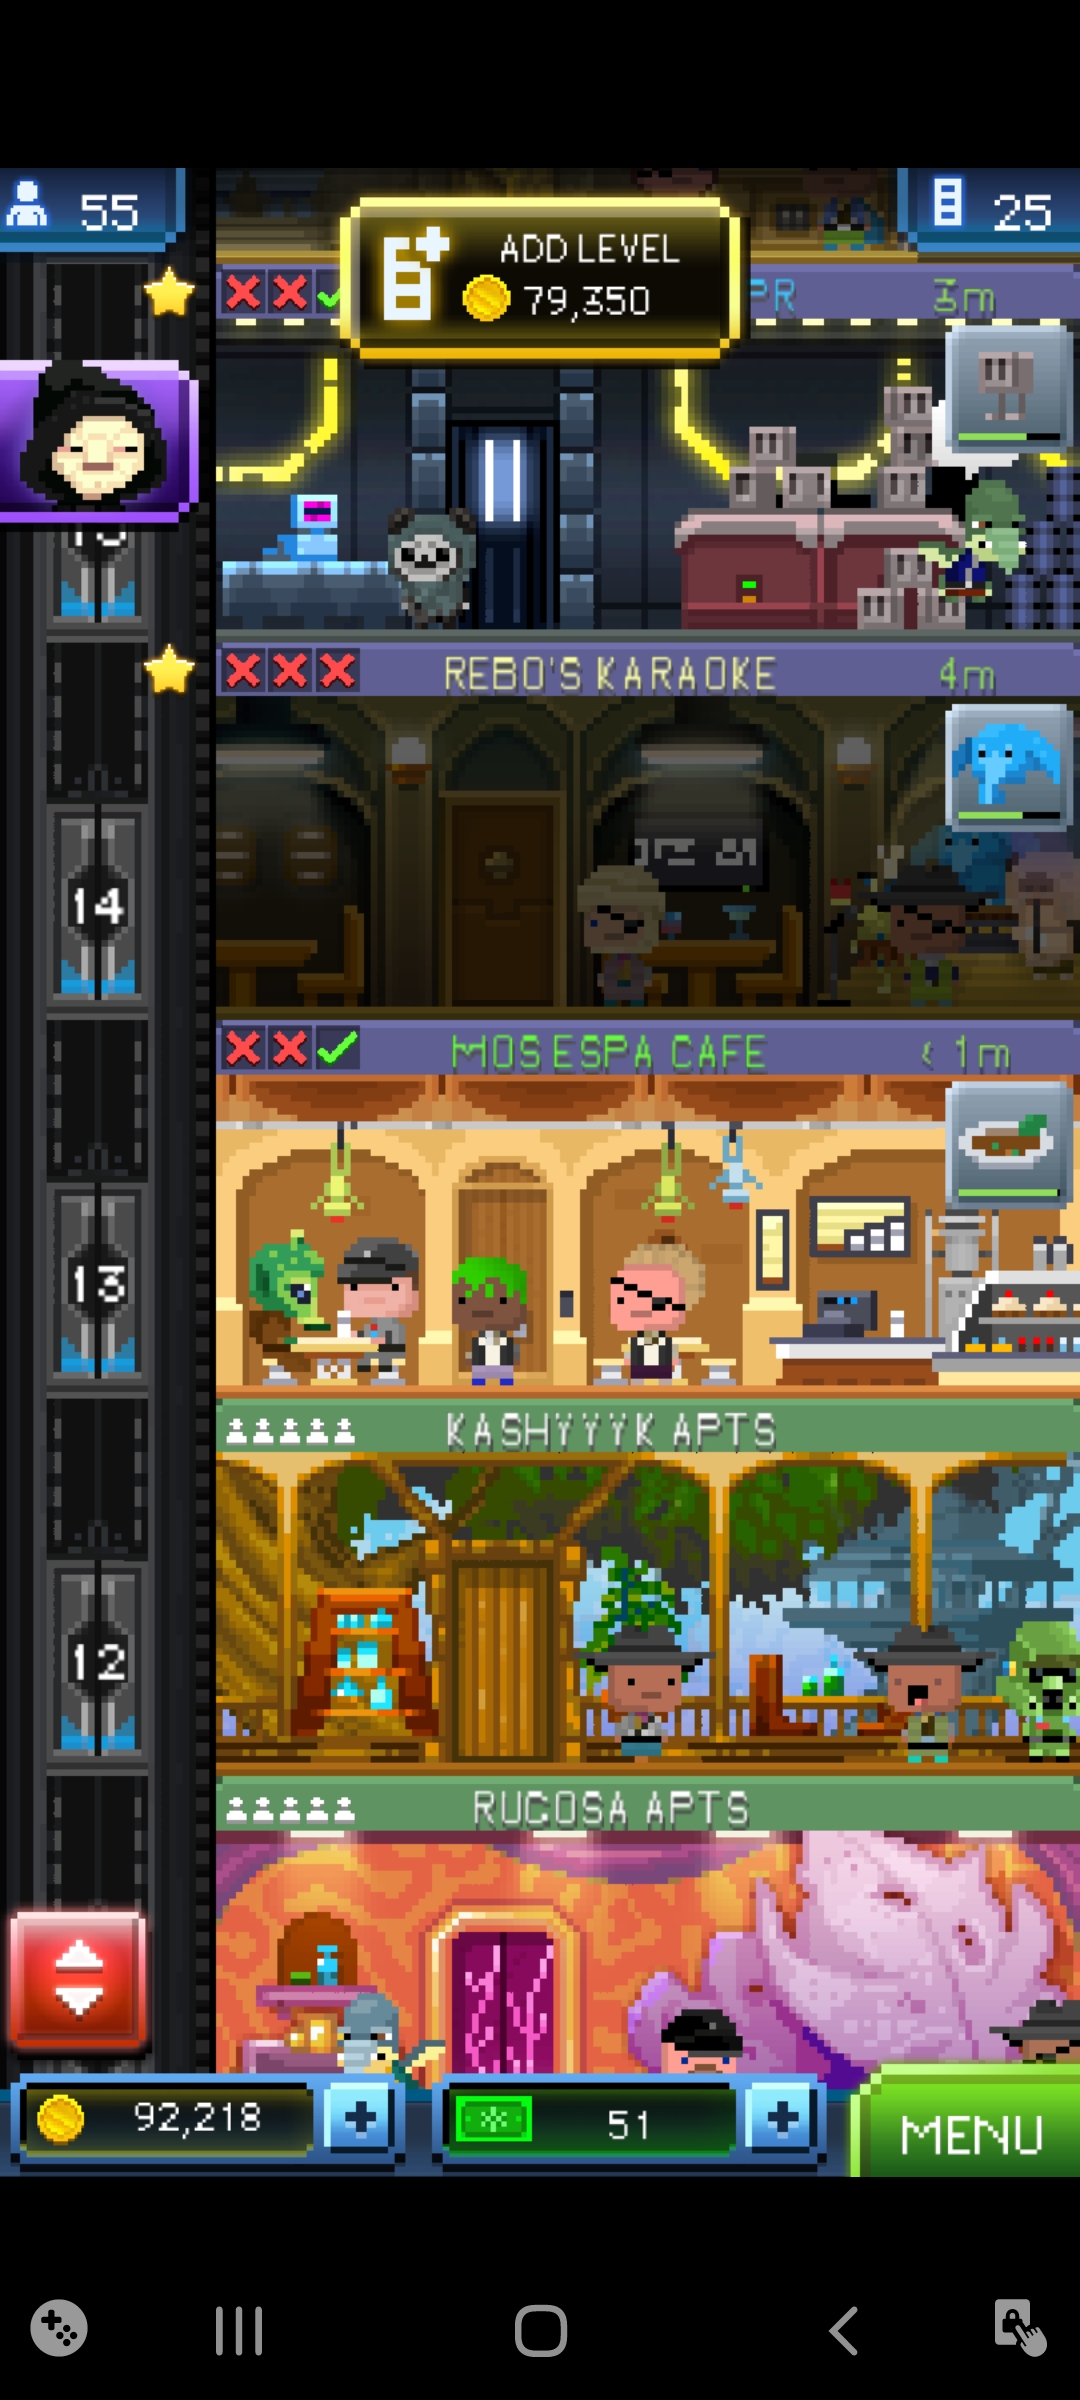 55
ADD LEVEL
79,350
25
PR
3m
REBO'S KARAOKE
4m
14
MOS ESPA CAFE
< 1m
13
KASHYYYK APTS
12
RUCOSA APTS
92,218
51
MENU